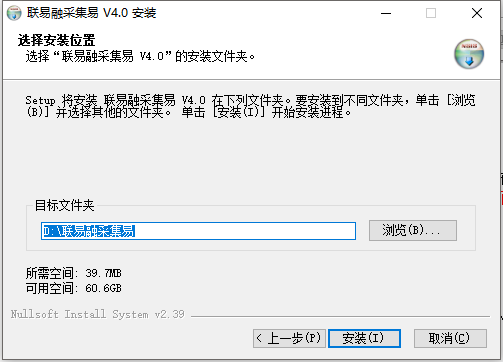 联易融采集易 V4.0 安装
选择安装位置
选择“联易融采集易 V4.0”的安装文件夹。
Setup 将安装 联易融采集易 V4.0 在下列文件夹。要安装到不同文件夹，单击 [浏览
(B)] 并选择其他的文件夹。 单击 [安装(I)] 开始安装进程。
目标文件夹
D:\联易融采集易
浏览(B)...
所需空间: 39.7MB
可用空间: 60.6GB
Nullsoft Install System v2.39
< 上一步(P)
安装(I)
取消(C)